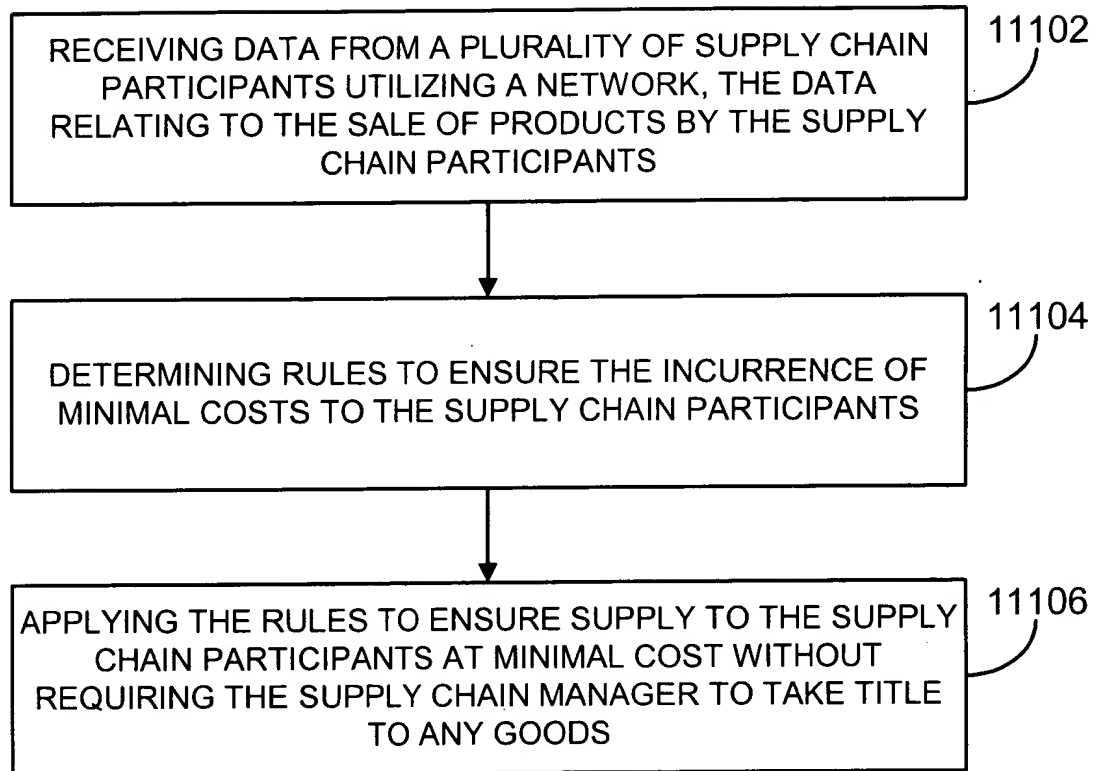 RECEIVING DATA FROM A PLURALITY OF SUPPLY CHAIN
PARTICIPANTS UTILIZING A NETWORK, THE DATA
RELATING TO THE SALE OF PRODUCTS BY THE SUPPLY
CHAIN PARTICIPANTS
11102
DETERMINING RULES TO ENSURE THE INCURRENCE OF
MINIMAL COSTS TO THE SUPPLY CHAIN PARTICIPANTS
11104
APPLYING THE RULES TO ENSURE SUPPLY TO THE SUPPLY
CHAIN PARTICIPANTS AT MINIMAL COST WITHOUT
REQUIRING THE SUPPLY CHAIN MANAGER TO TAKE TITLE
TO ANY GOODS
11106